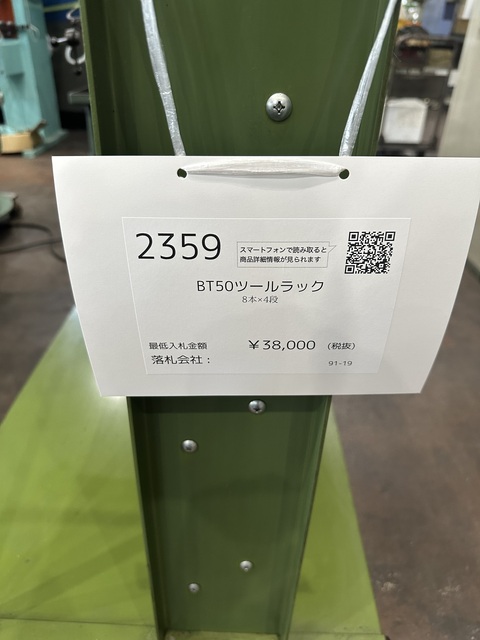 2359
スマートフォンで読み取ると
商品詳細情報が見られます
BT50ツールラック
8本×4段
最低入札金額 ￥38,000 (税抜)
落札会社：
91-19